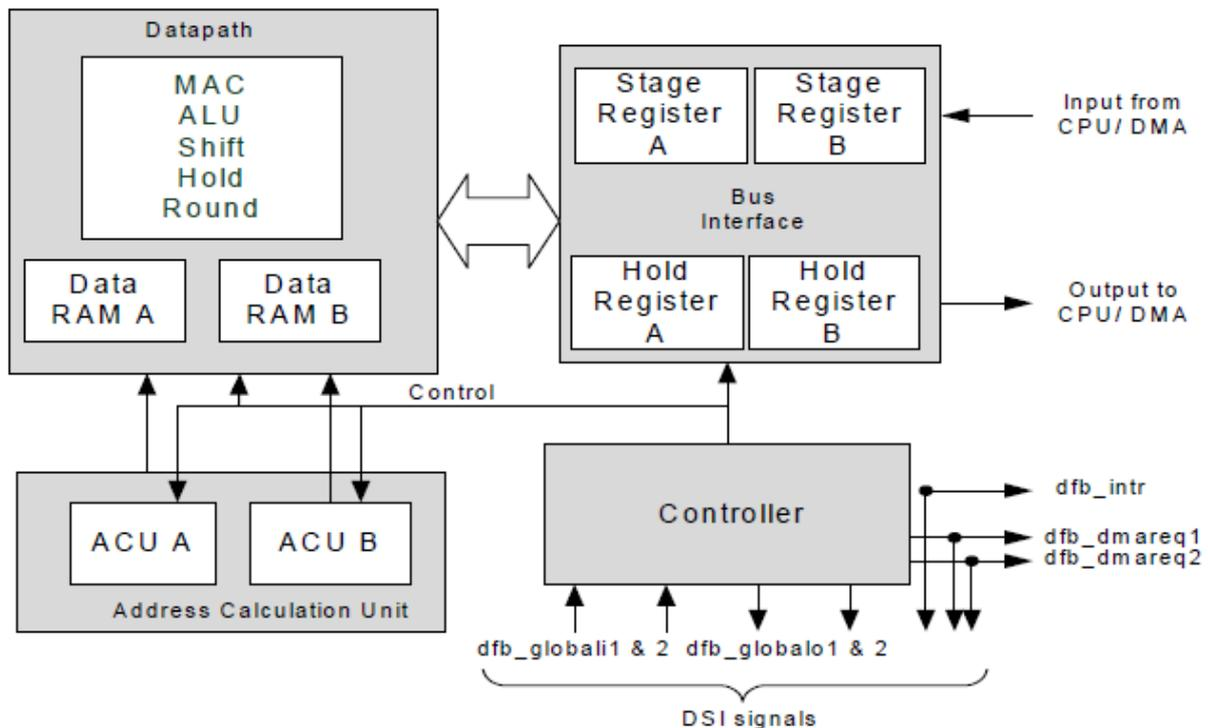 Datapath
MAC
ALU
Shift
Hold
Round
Data
RAM A
Data
RAM B
Stage
Register
A
Stage
Register
B
Bus
Interface
Hold
Register
A
Hold
Register
B
Input from
CPU/ DMA
Output to
CPU/ DMA
Control
ACU A
ACU B
Address Calculation Unit
Controller
dfb_intr
dfb_dmareq1
dfb_dmareq2
dfb_globali1 & 2
dfb_globalo1 & 2
DSI signals